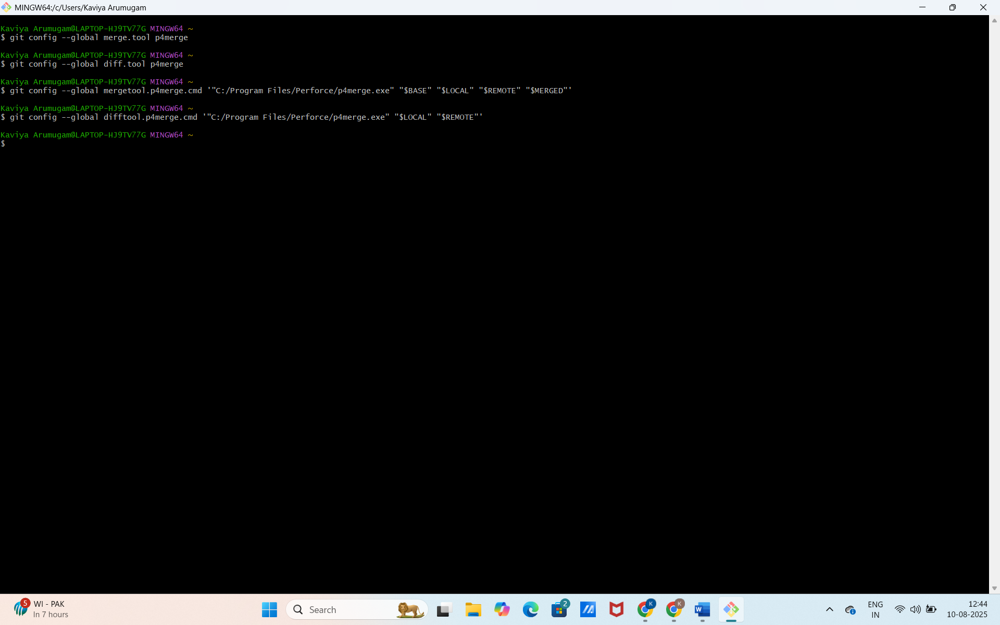 MINGW64:/c/Users/Kaviya Arumugam
Kaviya Arumugam@LAPTOP-HJ9TV77G MINGW64 ~
$ git config --global merge.tool p4merge
Kaviya Arumugam@LAPTOP-HJ9TV77G MINGW64 ~
$ git config --global diff.tool p4merge
Kaviya Arumugam@LAPTOP-HJ9TV77G MINGW64 ~
$ git config --global mergetool.p4merge.cmd '"C:/Program Files/Perforce/p4merge.exe" "$BASE" "$LOCAL" "$REMOTE" "$MERGED"'
Kaviya Arumugam@LAPTOP-HJ9TV77G MINGW64 ~
$ git config --global difftool.p4merge.cmd '"C:/Program Files/Perforce/p4merge.exe" "$LOCAL" "$REMOTE"'
Kaviya Arumugam@LAPTOP-HJ9TV77G MINGW64 ~
$
5
WI - PAK
In 7 hours
Search
2
K
K
W
ENG
IN
12:44
10-08-2025